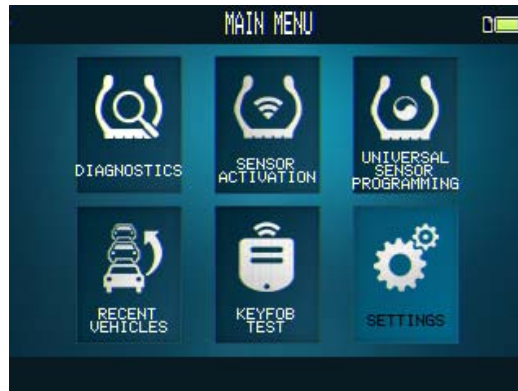 MAIN MENU
DIAGNOSTICS
SENSOR
ACTIVATION
UNIVERSAL
SENSOR
PROGRAMMING
RECENT
VEHICLES
KEYFOB
TEST
SETTINGS